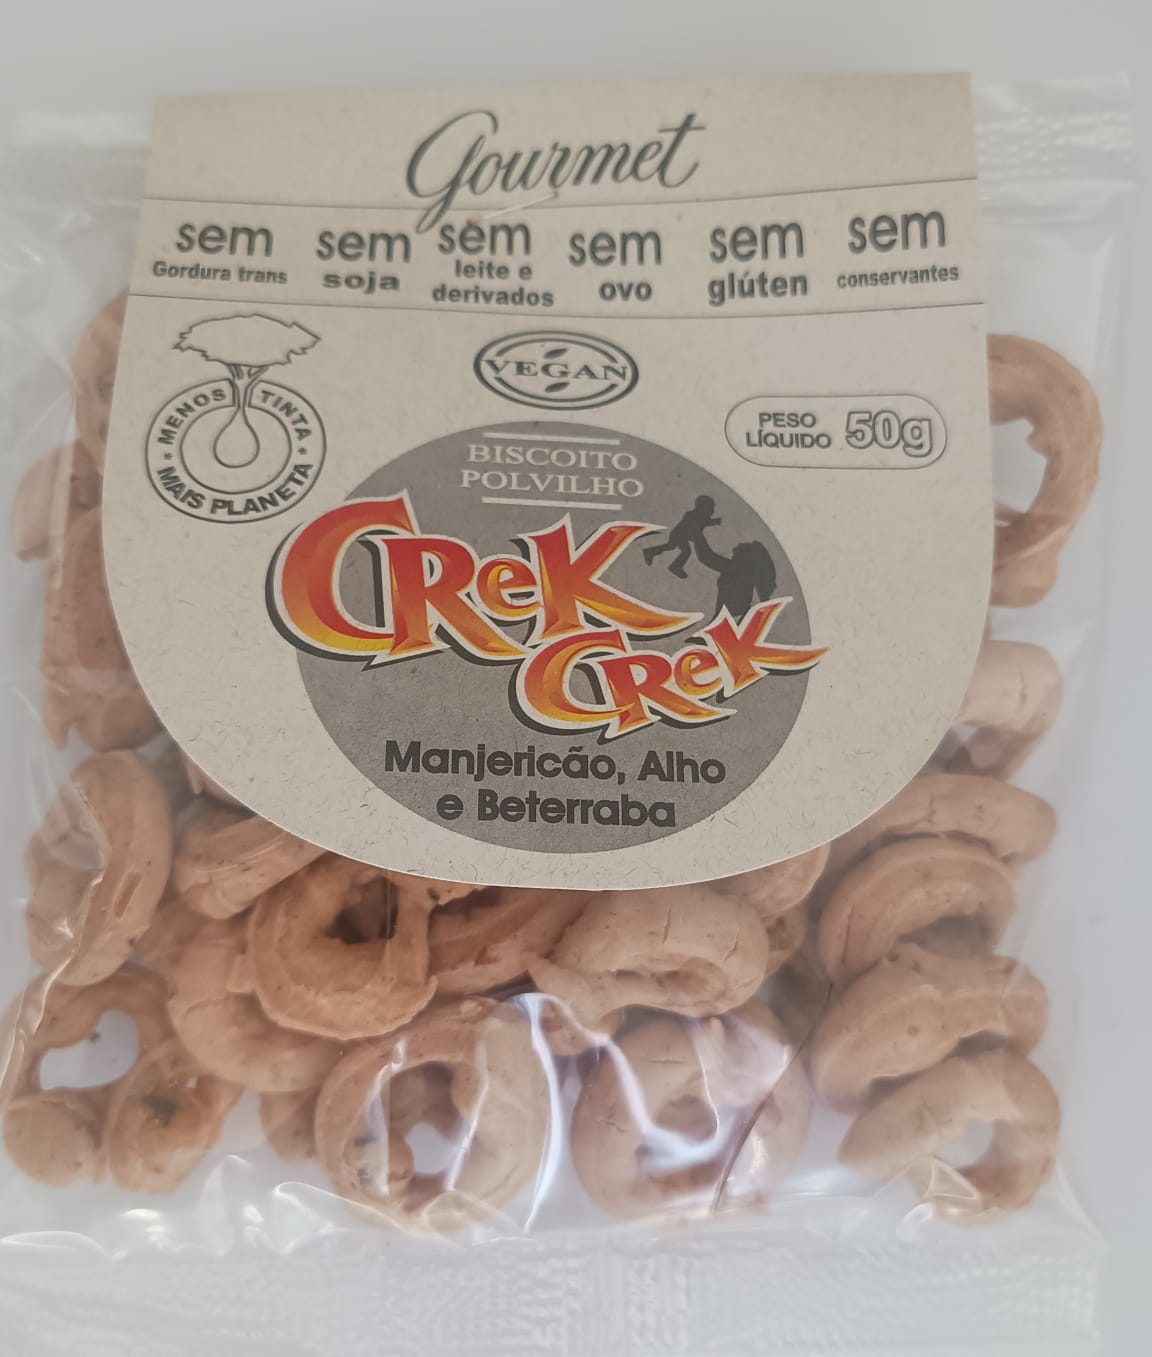 Gourmet
sem sem sem sem sem sem
Gordura trans soja leite e derivados ovo glúten conservantes
VEGAN
MENOS TINTA * MAIS PLANETA *
PESO
LÍQUIDO 50g
BISCOITO
POLVILHO
CReK
CReK
Manjericão, Alho
e Beterraba